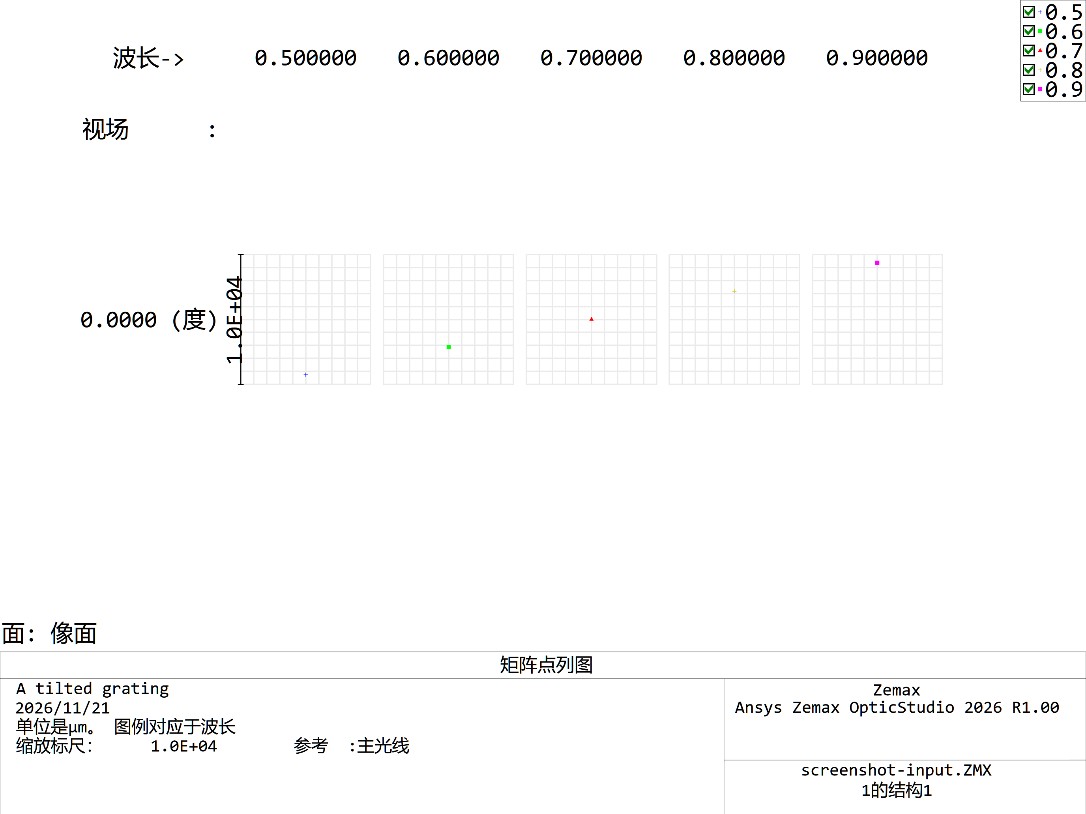 0.5
0.6
0.7
0.8
0.9
波长-> 0.500000 0.600000 0.700000 0.800000 0.900000
视场 :
0.0000 (度)
1.0E+04
面: 像面
矩阵点列图
A tilted grating
2026/11/21
单位是µm。 图例对应于波长
缩放标尺: 1.0E+04 参考 :主光线
Zemax
Ansys Zemax OpticStudio 2026 R1.00
screenshot-input.ZMX
1的结构1